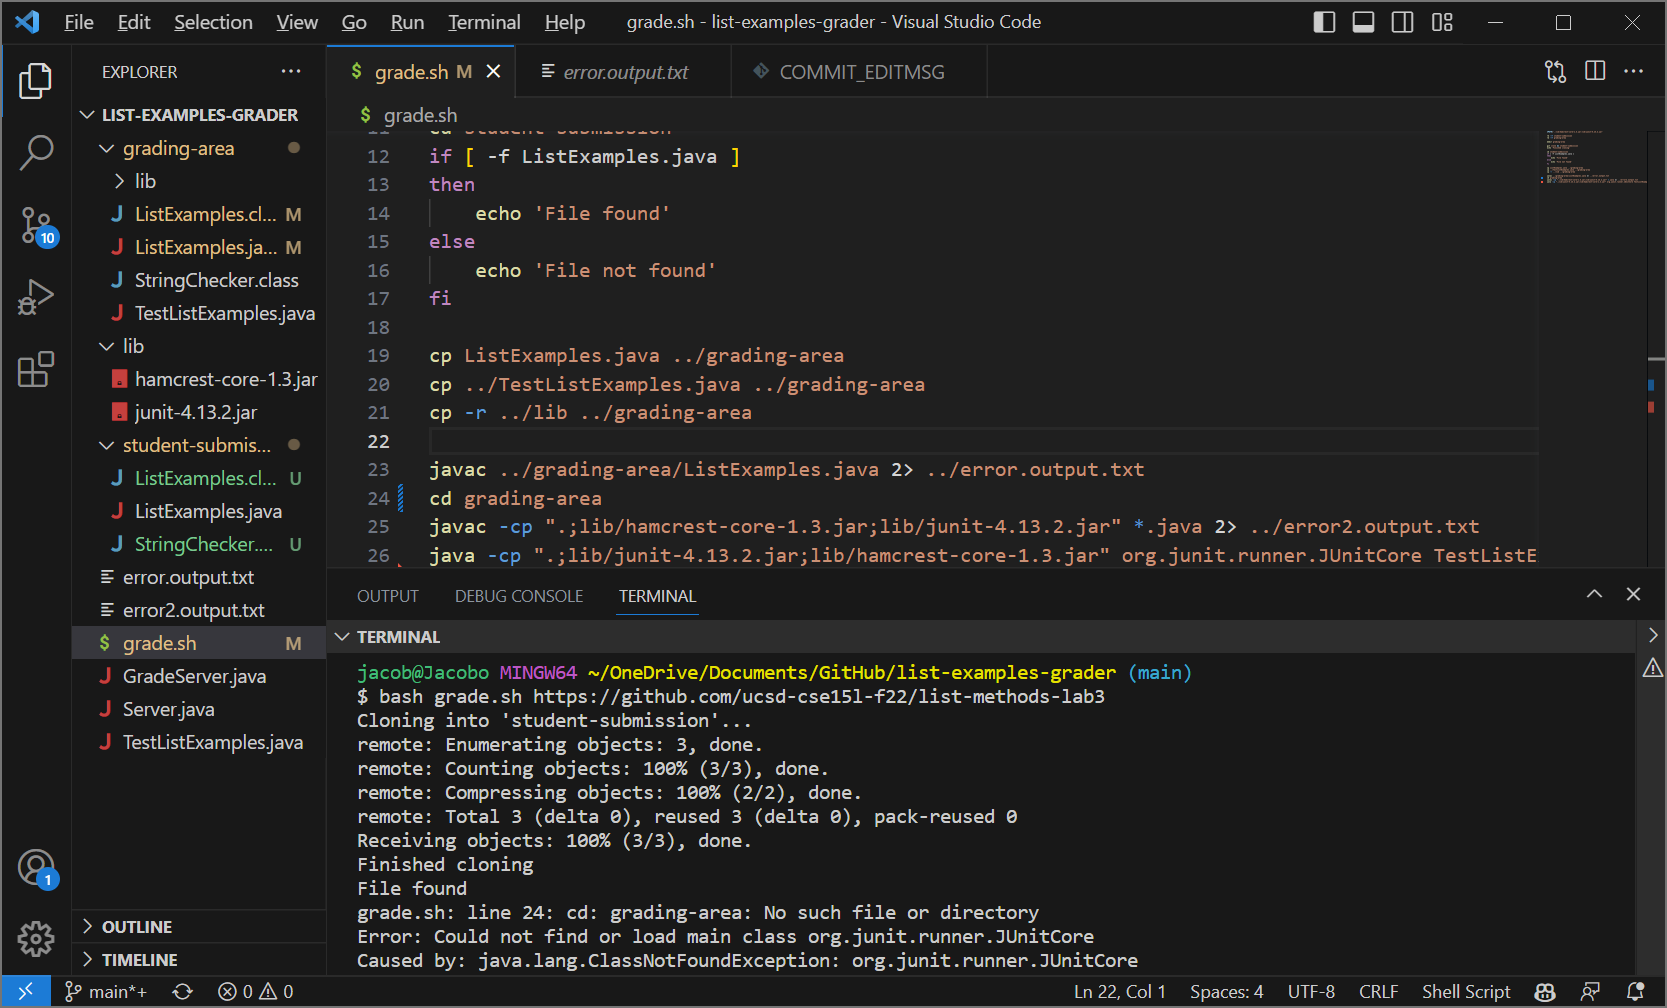 File Edit Selection View Go Run Terminal Help grade.sh - list-examples-grader - Visual Studio Code
EXPLORER ···
$ grade.sh M × error.output.txt COMMIT_EDITMSG
LIST-EXAMPLES-GRADER
grading-area
lib
J ListExamples.cl... M
J ListExamples.ja... M
J StringChecker.class
J TestListExamples.java
lib
hamcrest-core-1.3.jar
junit-4.13.2.jar
student-submis...
J ListExamples.cl... U
J ListExamples.java
J StringChecker.... U
error.output.txt
error2.output.txt
$ grade.sh M
J GradeServer.java
J Server.java
J TestListExamples.java
OUTLINE
TIMELINE
10
1
$ grade.sh
11 cd student-submission
12 if [ -f ListExamples.java ]
13 then
14 echo 'File found'
15 else
16 echo 'File not found'
17 fi
18
19 cp ListExamples.java ../grading-area
20 cp ../TestListExamples.java ../grading-area
21 cp -r ../lib ../grading-area
22
23 javac ../grading-area/ListExamples.java 2> ../error.output.txt
24 cd grading-area
25 javac -cp ".;lib/hamcrest-core-1.3.jar;lib/junit-4.13.2.jar" *.java 2> ../error2.output.txt
26 java -cp ".;lib/junit-4.13.2.jar;lib/hamcrest-core-1.3.jar" org.junit.runner.JUnitCore TestListE
OUTPUT DEBUG CONSOLE TERMINAL
TERMINAL
jacob@Jacobo MINGW64 ~/OneDrive/Documents/GitHub/list-examples-grader (main)
$ bash grade.sh https://github.com/ucsd-cse15l-f22/list-methods-lab3
Cloning into 'student-submission'...
remote: Enumerating objects: 3, done.
remote: Counting objects: 100% (3/3), done.
remote: Compressing objects: 100% (2/2), done.
remote: Total 3 (delta 0), reused 3 (delta 0), pack-reused 0
Receiving objects: 100% (3/3), done.
Finished cloning
File found
grade.sh: line 24: cd: grading-area: No such file or directory
Error: Could not find or load main class org.junit.runner.JUnitCore
Caused by: java.lang.ClassNotFoundException: org.junit.runner.JUnitCore
main*+ 0 0 Ln 22, Col 1 Spaces: 4 UTF-8 CRLF Shell Script